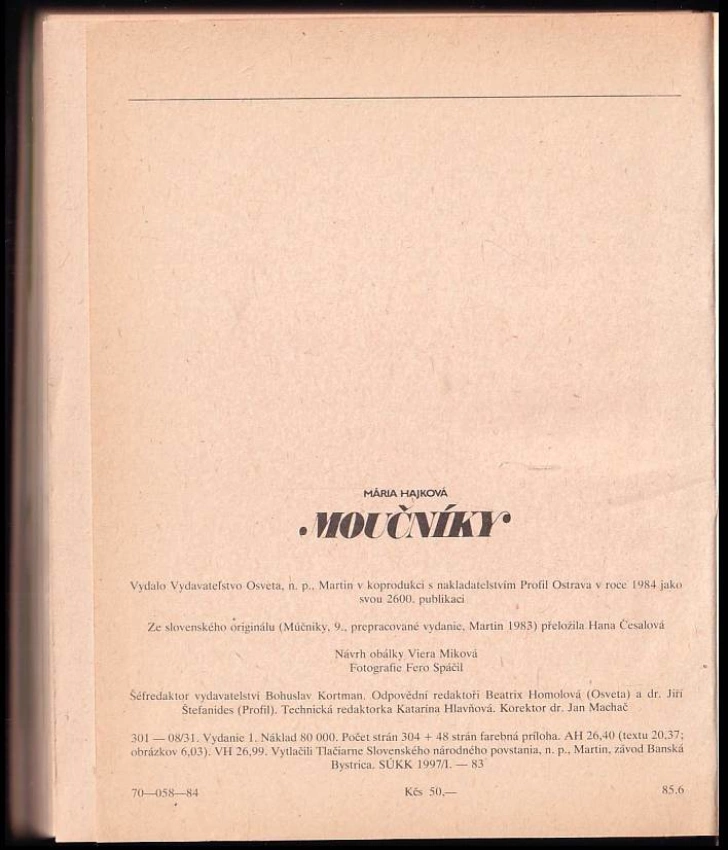 MÁRIA HAJKOVÁ
•MOUČNÍKY•
Vydalo Vydavateľstvo Osveta, n. p., Martin v koprodukci s nakladatelstvím Profil Ostrava v roce 1984 jako
svou 2600. publikaci
Ze slovenského originálu (Múčniky, 9., prepracované vydanie, Martin 1983) přeložila Hana Česalová
Návrh obálky Viera Miková
Fotografie Fero Spáčil
Šéfredaktor vydavatelství Bohuslav Kortman. Odpovědní redaktoři Beatrix Homolová (Osveta) a dr. Jiří
Štefanides (Profil). Technická redaktorka Katarína Hlavňová. Korektor dr. Jan Machač
301 — 08/31. Vydanie 1. Náklad 80 000. Počet strán 304 + 48 strán farebná príloha. AH 26,40 (textu 20,37;
obrázkov 6,03). VH 26,99. Vytlačili Tlačiarne Slovenského národného povstania, n. p., Martin, závod Banská
Bystrica. SÚKK 1997/I. — 83
70—058—84 Kčs 50,— 85.6